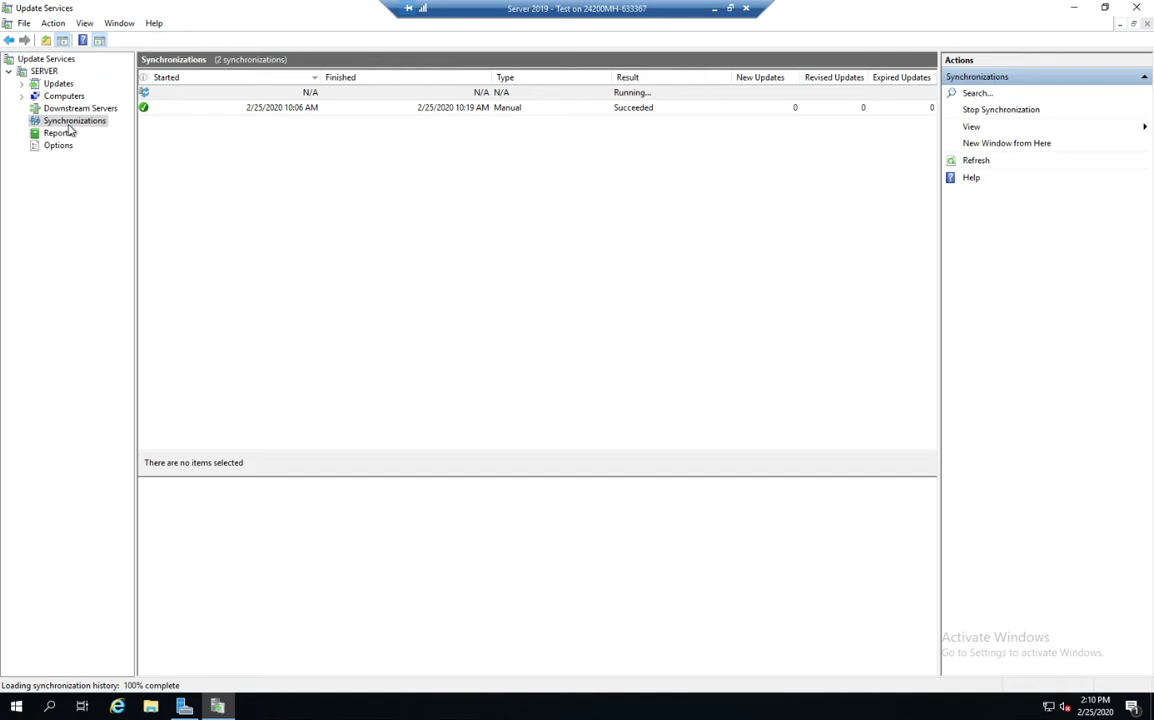 Update Services
Server 2019 - Test on 24200MH-633367
File Action View Window Help
Update Services
SERVER
Updates
Computers
Downstream Servers
Synchronizations
Reports
Options
Synchronizations (2 synchronizations)
Started Finished Type Result New Updates Revised Updates Expired Updates
N/A N/A N/A Running...
2/25/2020 10:06 AM 2/25/2020 10:19 AM Manual Succeeded 0 0 0
There are no items selected
Actions
Synchronizations
Search...
Stop Synchronization
View
New Window from Here
Refresh
Help
Activate Windows
Go to Settings to activate Windows.
Loading synchronization history: 100% complete
2:10 PM
2/25/2020
1